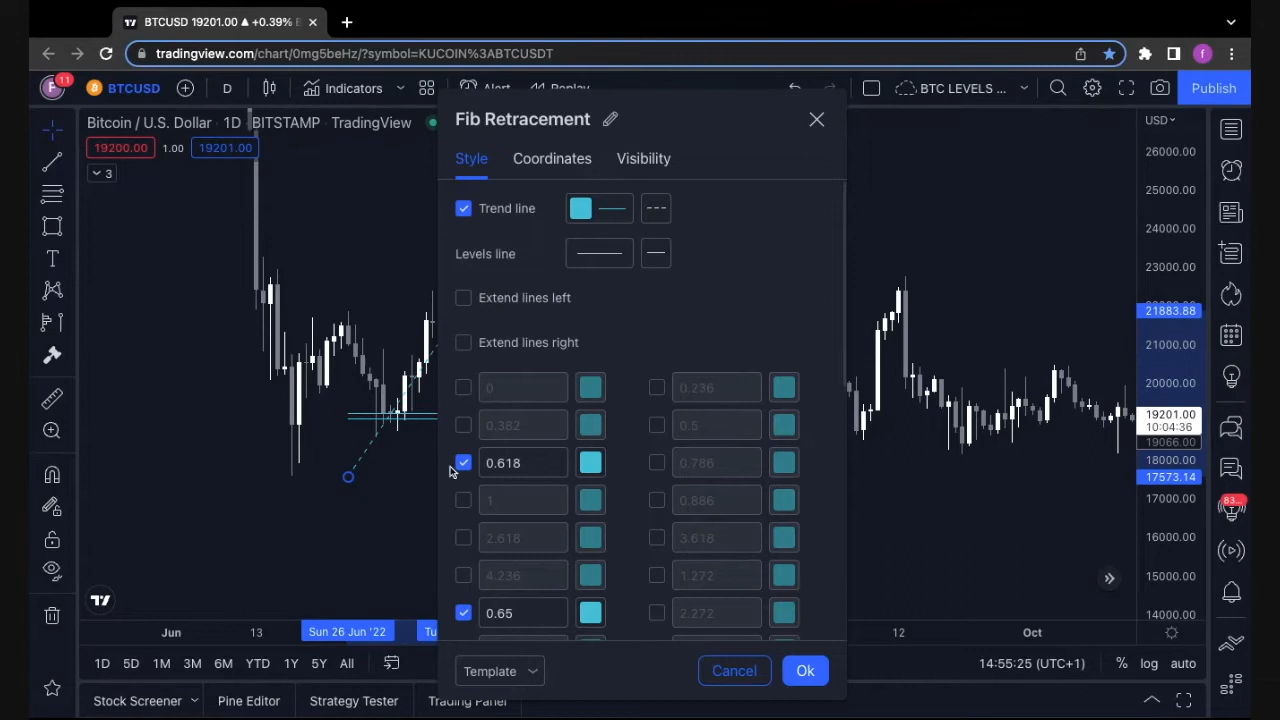 BTCUSD 19201.00 ▲ +0.39%
tradingview.com/chart/0mg5beHz/?symbol=KUCOIN%3ABTCUSDT
f
F 11 BTCUSD D Indicators Alert Replay BTC LEVELS ... Publish
Bitcoin / U.S. Dollar · 1D · BITSTAMP · TradingView
19200.00 1.00 19201.00
3
Fib Retracement
Style Coordinates Visibility
Trend line
Levels line
Extend lines left
Extend lines right
0 0.236
0.382 0.5
0.618 0.786
1 0.886
2.618 3.618
4.236 1.272
0.65 2.272
Template Cancel Ok
USD
26000.00
25000.00
24000.00
23000.00
21883.88
21000.00
20000.00
19201.00
10:04:36
19066.00
18000.00
17573.14
17000.00
16000.00
15000.00
14000.00
83...
Jun 13 Sun 26 Jun '22 Tu 12 Oct
1D 5D 1M 3M 6M YTD 1Y 5Y All 14:55:25 (UTC+1) % log auto
Stock Screener Pine Editor Strategy Tester Trading Panel